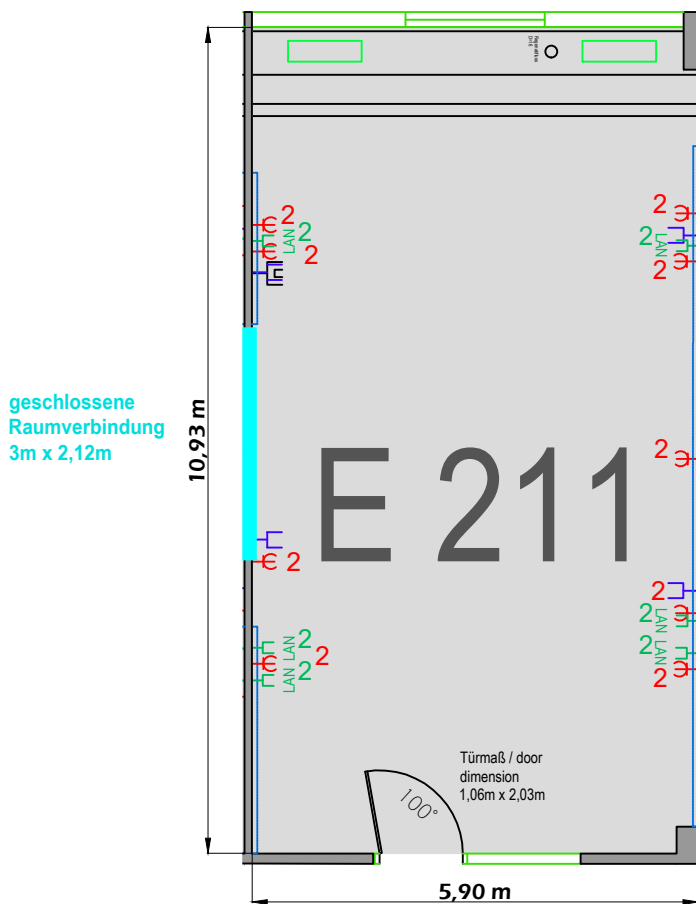 2
2
LAN
2
2
2
LAN
2
geschlossene
Raumverbindung
3m x 2,12m
10,93 m
E 211
2
2
2
2
LAN
2
LAN
2
2
LAN
2
LAN
2
2
Türmaß / door
dimension
1,06m x 2,03m
100°
5,90 m